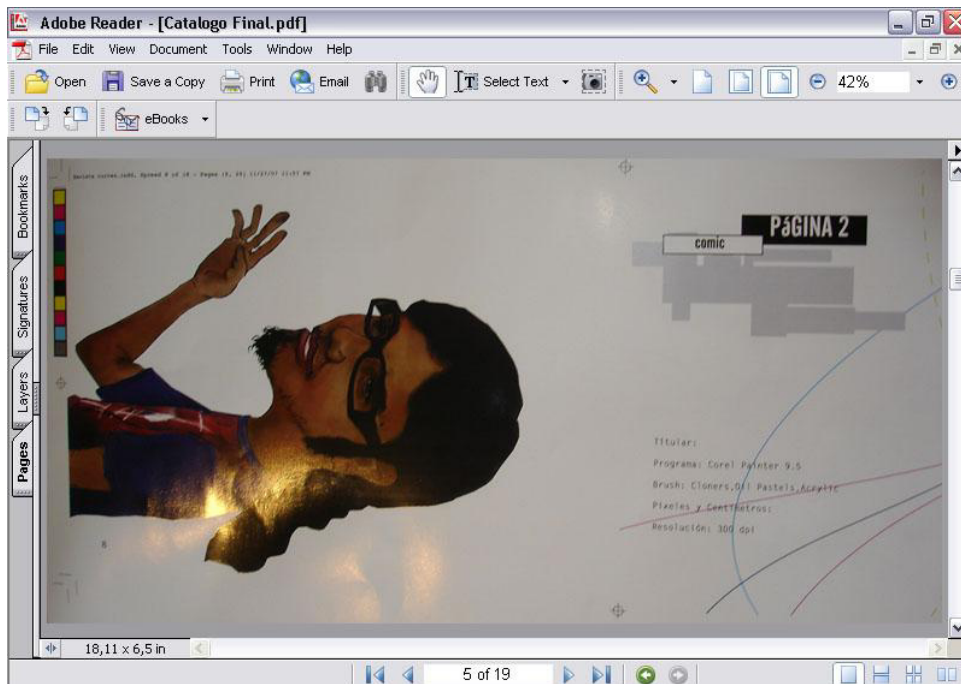 Adobe Reader - [Catalogo Final.pdf]
File Edit View Document Tools Window Help
Open Save a Copy Print Email Select Text 42%
eBooks
Bookmarks
Signatures
Layers
Pages
PáGINA 2
comic
Titular:
Programa: Corel Painter 9.5
Brush: Cloners,Oil Pastels,Acrylic
Pixeles y Centimetros:
Resolución: 300 dpi
18,11 x 6,5 in
5 of 19